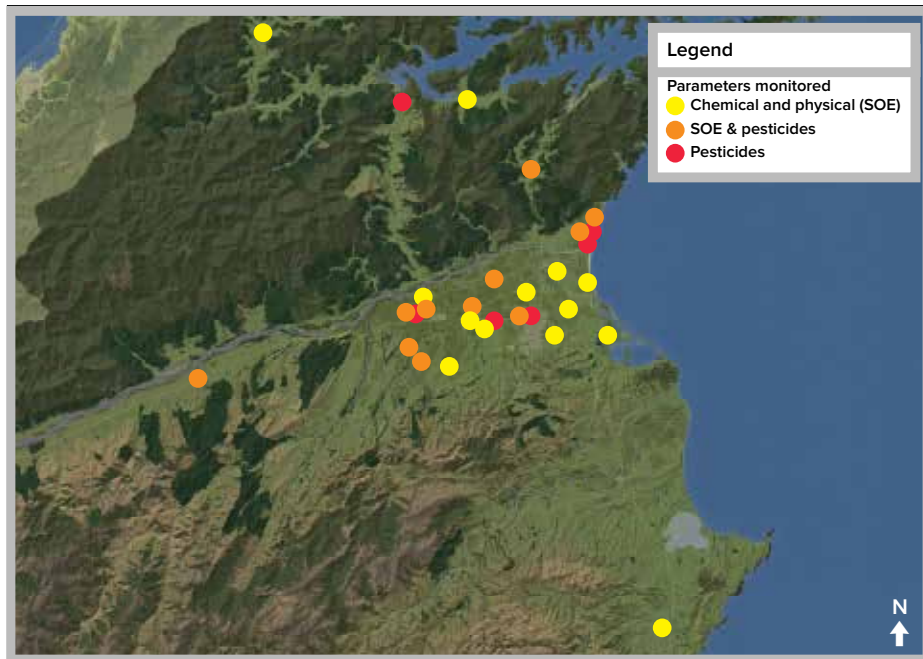 Legend
Parameters monitored
Chemical and physical (SOE)
SOE & pesticides
Pesticides
N